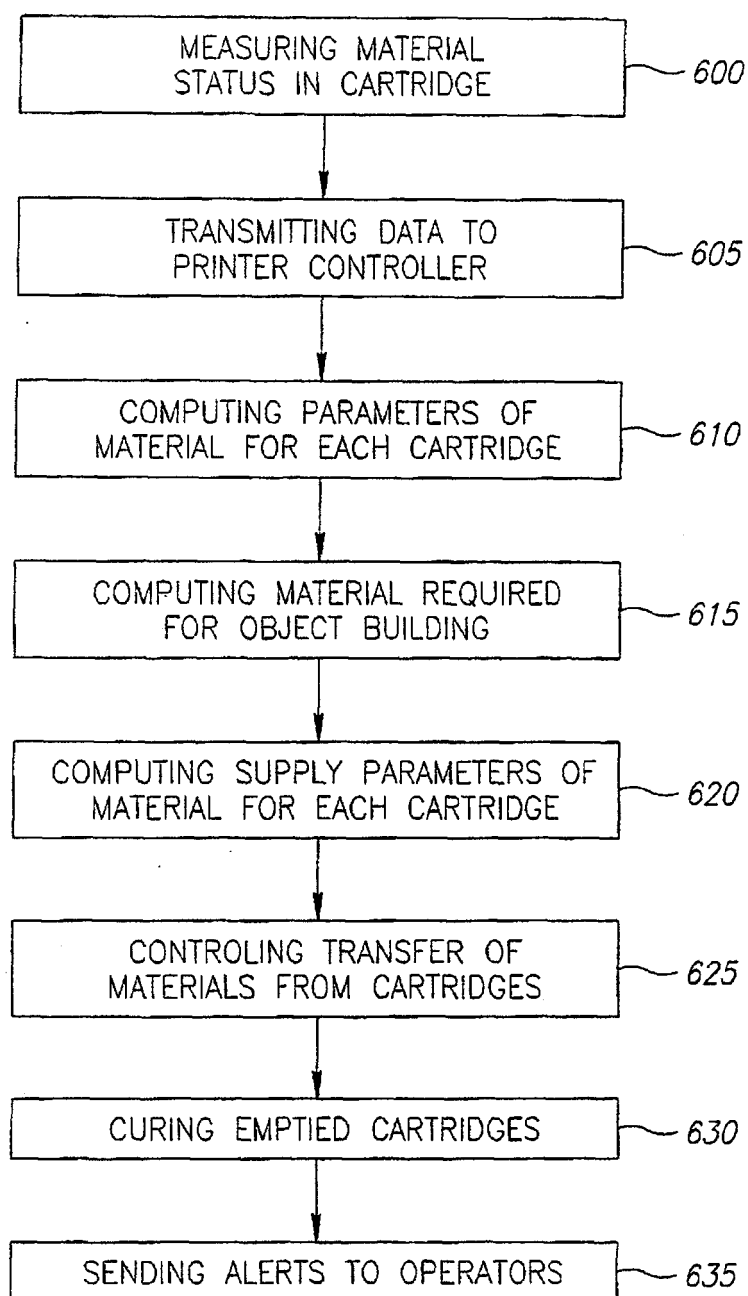 MEASURING MATERIAL
STATUS IN CARTRIDGE
600
TRANSMITTING DATA TO
PRINTER CONTROLLER
605
COMPUTING PARAMETERS OF
MATERIAL FOR EACH CARTRIDGE
610
COMPUTING MATERIAL REQUIRED
FOR OBJECT BUILDING
615
COMPUTING SUPPLY PARAMETERS OF
MATERIAL FOR EACH CARTRIDGE
620
CONTROLING TRANSFER OF
MATERIALS FROM CARTRIDGES
625
CURING EMPTIED CARTRIDGES
630
SENDING ALERTS TO OPERATORS
635